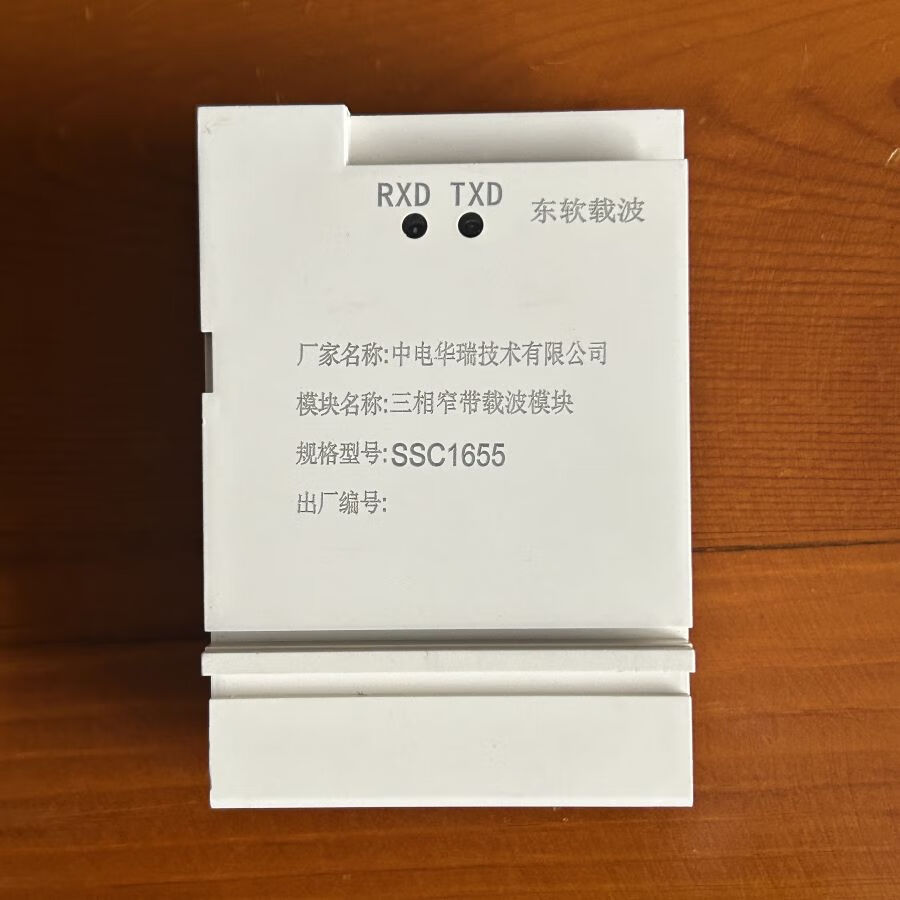 RXD TXD 东软载波
厂家名称:中电华瑞技术有限公司
模块名称:三相窄带载波模块
规格型号:SSC1655
出厂编号: